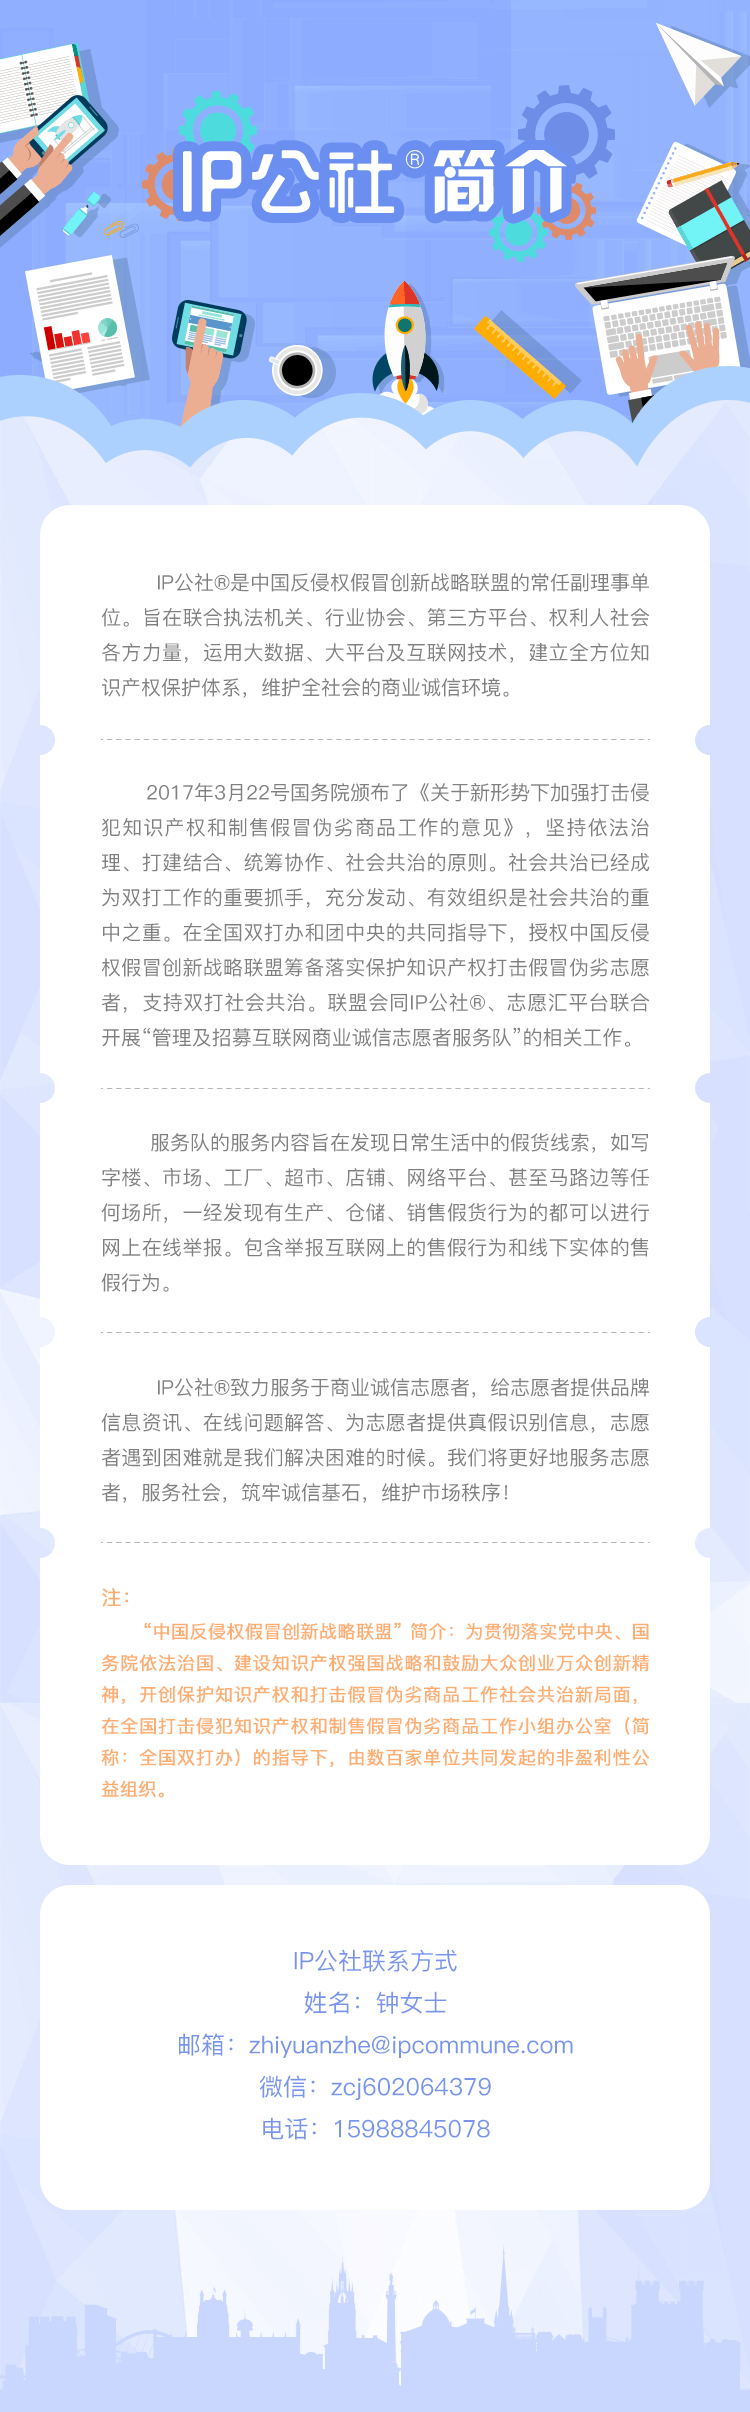 IP公社®简介
IP公社®是中国反侵权假冒创新战略联盟的常任副理事单
位。旨在联合执法机关、行业协会、第三方平台、权利人社会
各方力量，运用大数据、大平台及互联网技术，建立全方位知
识产权保护体系，维护全社会的商业诚信环境。
2017年3月22号国务院颁布了《关于新形势下加强打击侵
犯知识产权和制售假冒伪劣商品工作的意见》，坚持依法治
理、打建结合、统筹协作、社会共治的原则。社会共治已经成
为双打工作的重要抓手，充分发动、有效组织是社会共治的重
中之重。在全国双打办和团中央的共同指导下，授权中国反侵
权假冒创新战略联盟筹备落实保护知识产权打击假冒伪劣志愿
者，支持双打社会共治。联盟会同IP公社®、志愿汇平台联合
开展“管理及招募互联网商业诚信志愿者服务队”的相关工作。
服务队的服务内容旨在发现日常生活中的假货线索，如写
字楼、市场、工厂、超市、店铺、网络平台、甚至马路边等任
何场所，一经发现有生产、仓储、销售假货行为的都可以进行
网上在线举报。包含举报互联网上的售假行为和线下实体的售
假行为。
IP公社®致力服务于商业诚信志愿者，给志愿者提供品牌
信息资讯、在线问题解答、为志愿者提供真假识别信息，志愿
者遇到困难就是我们解决困难的时候。我们将更好地服务志愿
者，服务社会，筑牢诚信基石，维护市场秩序！
注：
“中国反侵权假冒创新战略联盟”简介：为贯彻落实党中央、国
务院依法治国、建设知识产权强国战略和鼓励大众创业万众创新精
神，开创保护知识产权和打击假冒伪劣商品工作社会共治新局面，
在全国打击侵犯知识产权和制售假冒伪劣商品工作小组办公室（简
称：全国双打办）的指导下，由数百家单位共同发起的非盈利性公
益组织。
IP公社联系方式
姓名：钟女士
邮箱：zhiyuanzhe@ipcommune.com
微信：zcj602064379
电话：15988845078